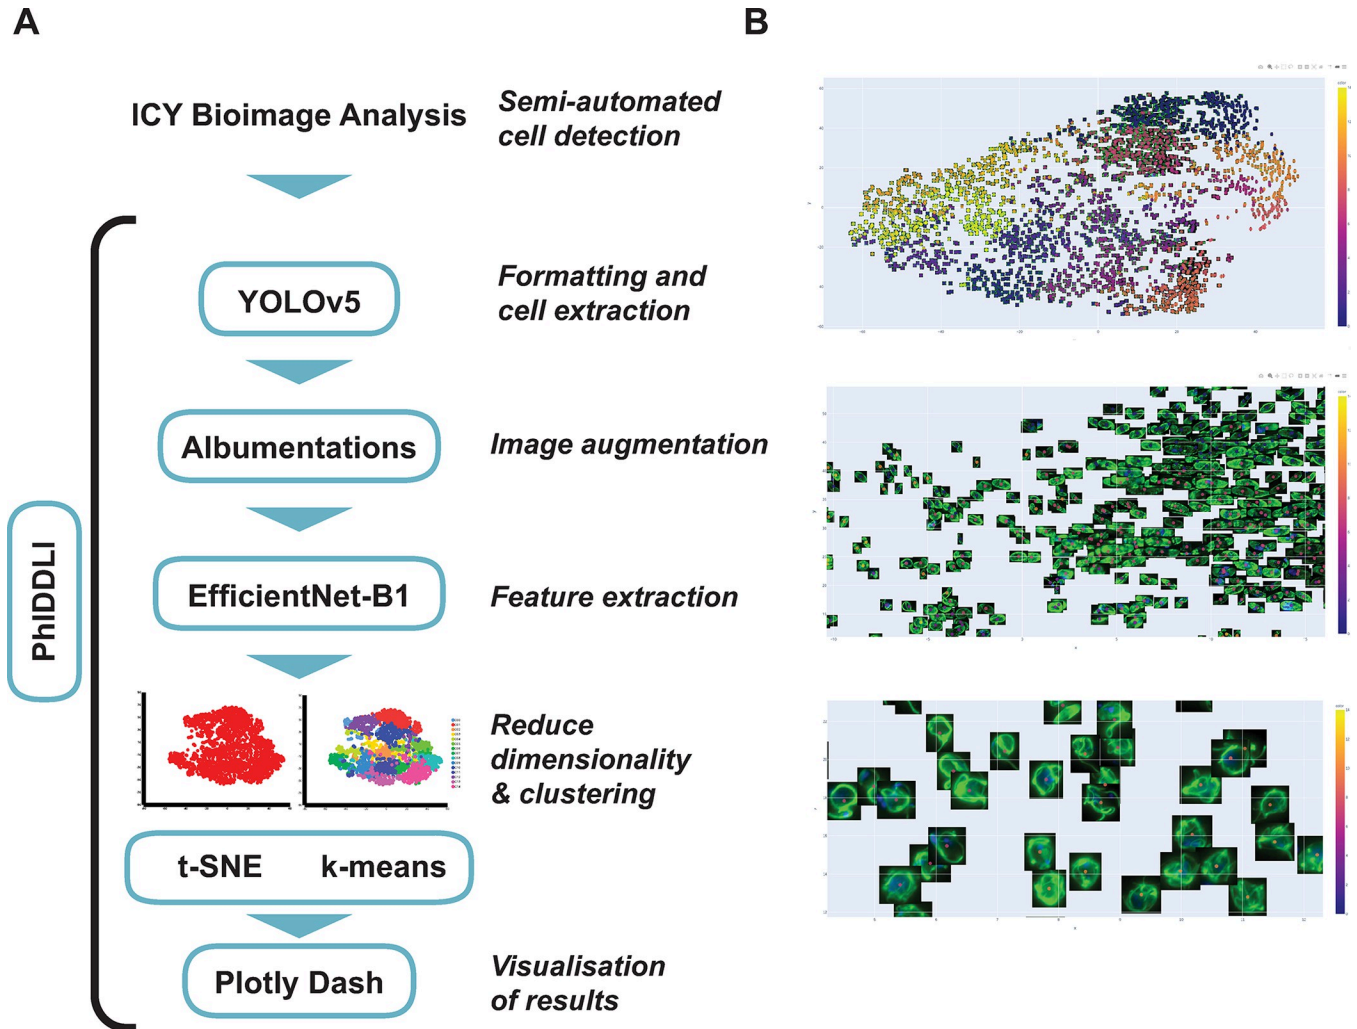 A
B
ICY Bioimage Analysis
Semi-automated
cell detection
YOLOv5
Formatting and
cell extraction
Albumentations
Image augmentation
EfficientNet-B1
Feature extraction
PhIDDLI
Reduce
dimensionality
& clustering
t-SNE k-means
Plotly Dash
Visualisation
of results